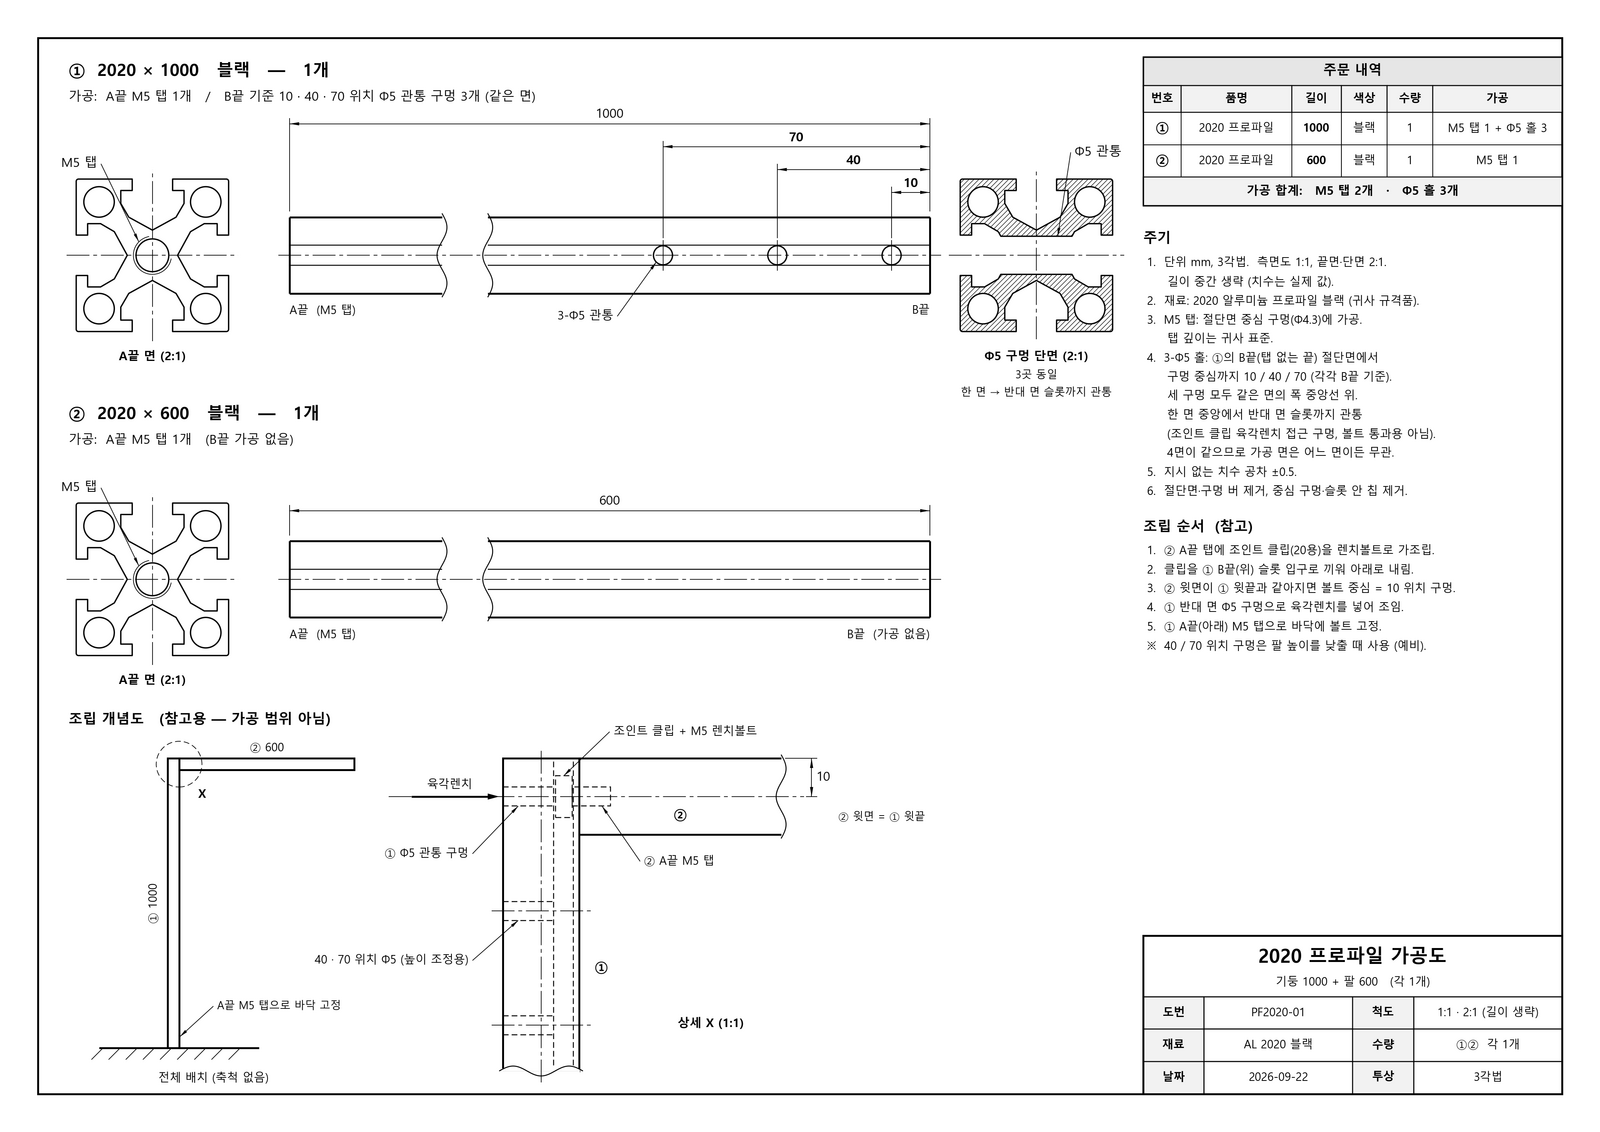 ① 2020 × 1000 블랙 — 1개
가공: A끝 M5 탭 1개 / B끝 기준 10 · 40 · 70 위치 Φ5 관통 구멍 3개 (같은 면)
1000
70
40
10
M5 탭
Φ5 관통
3-Φ5 관통
A끝 (M5 탭)
B끝
A끝 면 (2:1)
Φ5 구멍 단면 (2:1)
3곳 동일
한 면 → 반대 면 슬롯까지 관통
② 2020 × 600 블랙 — 1개
가공: A끝 M5 탭 1개 (B끝 가공 없음)
M5 탭
600
A끝 (M5 탭)
B끝 (가공 없음)
A끝 면 (2:1)
조립 개념도 (참고용 — 가공 범위 아님)
② 600
X
① 1000
A끝 M5 탭으로 바닥 고정
전체 배치 (축척 없음)
조인트 클립 + M5 렌치볼트
육각렌치
10
②
② 윗면 = ① 윗끝
① Φ5 관통 구멍
② A끝 M5 탭
40 · 70 위치 Φ5 (높이 조정용)
①
상세 X (1:1)
주문 내역
번호 품명 길이 색상 수량 가공
① 2020 프로파일 1000 블랙 1 M5 탭 1 + Φ5 홀 3
② 2020 프로파일 600 블랙 1 M5 탭 1
가공 합계: M5 탭 2개 · Φ5 홀 3개
주기
1. 단위 mm, 3각법. 측면도 1:1, 끝면·단면 2:1.
길이 중간 생략 (치수는 실제 값).
2. 재료: 2020 알루미늄 프로파일 블랙 (귀사 규격품).
3. M5 탭: 절단면 중심 구멍(Φ4.3)에 가공.
탭 깊이는 귀사 표준.
4. 3-Φ5 홀: ①의 B끝(탭 없는 끝) 절단면에서
구멍 중심까지 10 / 40 / 70 (각각 B끝 기준).
세 구멍 모두 같은 면의 폭 중앙선 위.
한 면 중앙에서 반대 면 슬롯까지 관통
(조인트 클립 육각렌치 접근 구멍, 볼트 통과용 아님).
4면이 같으므로 가공 면은 어느 면이든 무관.
5. 지시 없는 치수 공차 ±0.5.
6. 절단면·구멍 버 제거, 중심 구멍·슬롯 안 칩 제거.
조립 순서 (참고)
1. ② A끝 탭에 조인트 클립(20용)을 렌치볼트로 가조립.
2. 클립을 ① B끝(위) 슬롯 입구로 끼워 아래로 내림.
3. ② 윗면이 ① 윗끝과 같아지면 볼트 중심 = 10 위치 구멍.
4. ① 반대 면 Φ5 구멍으로 육각렌치를 넣어 조임.
5. ① A끝(아래) M5 탭으로 바닥에 볼트 고정.
※ 40 / 70 위치 구멍은 팔 높이를 낮출 때 사용 (예비).
2020 프로파일 가공도
기둥 1000 + 팔 600 (각 1개)
도번 PF2020-01 척도 1:1 · 2:1 (길이 생략)
재료 AL 2020 블랙 수량 ①② 각 1개
날짜 2026-09-22 투상 3각법